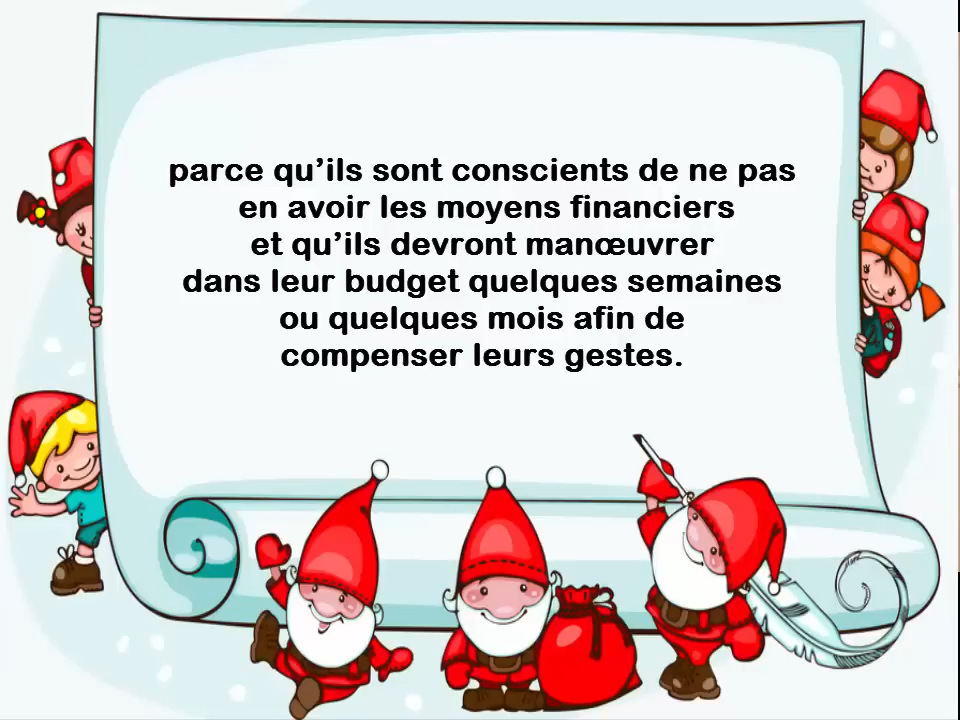 parce qu’ils sont conscients de ne pas
en avoir les moyens financiers
et qu’ils devront manœuvrer
dans leur budget quelques semaines
ou quelques mois afin de
compenser leurs gestes.